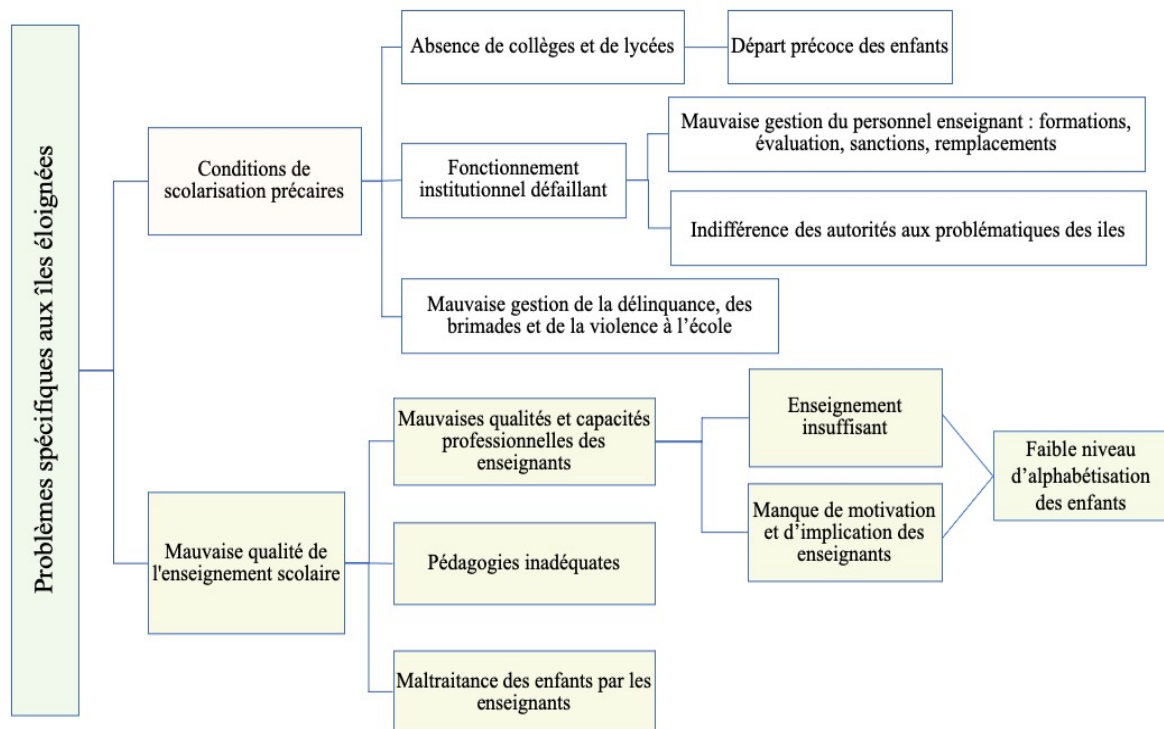 Problèmes spécifiques aux îles éloignées
Conditions de
scolarisation précaires
Absence de collèges et de lycées
Départ précoce des enfants
Fonctionnement
institutionnel défaillant
Mauvaise gestion du personnel enseignant : formations,
évaluation, sanctions, remplacements
Indifférence des autorités aux problématiques des iles
Mauvaise gestion de la délinquance, des
brimades et de la violence à l’école
Mauvaise qualité de
l'enseignement scolaire
Mauvaises qualités et capacités
professionnelles des
enseignants
Enseignement
insuffisant
Manque de motivation
et d’implication des
enseignants
Faible niveau
d’alphabétisation
des enfants
Pédagogies inadéquates
Maltraitance des enfants par les
enseignants